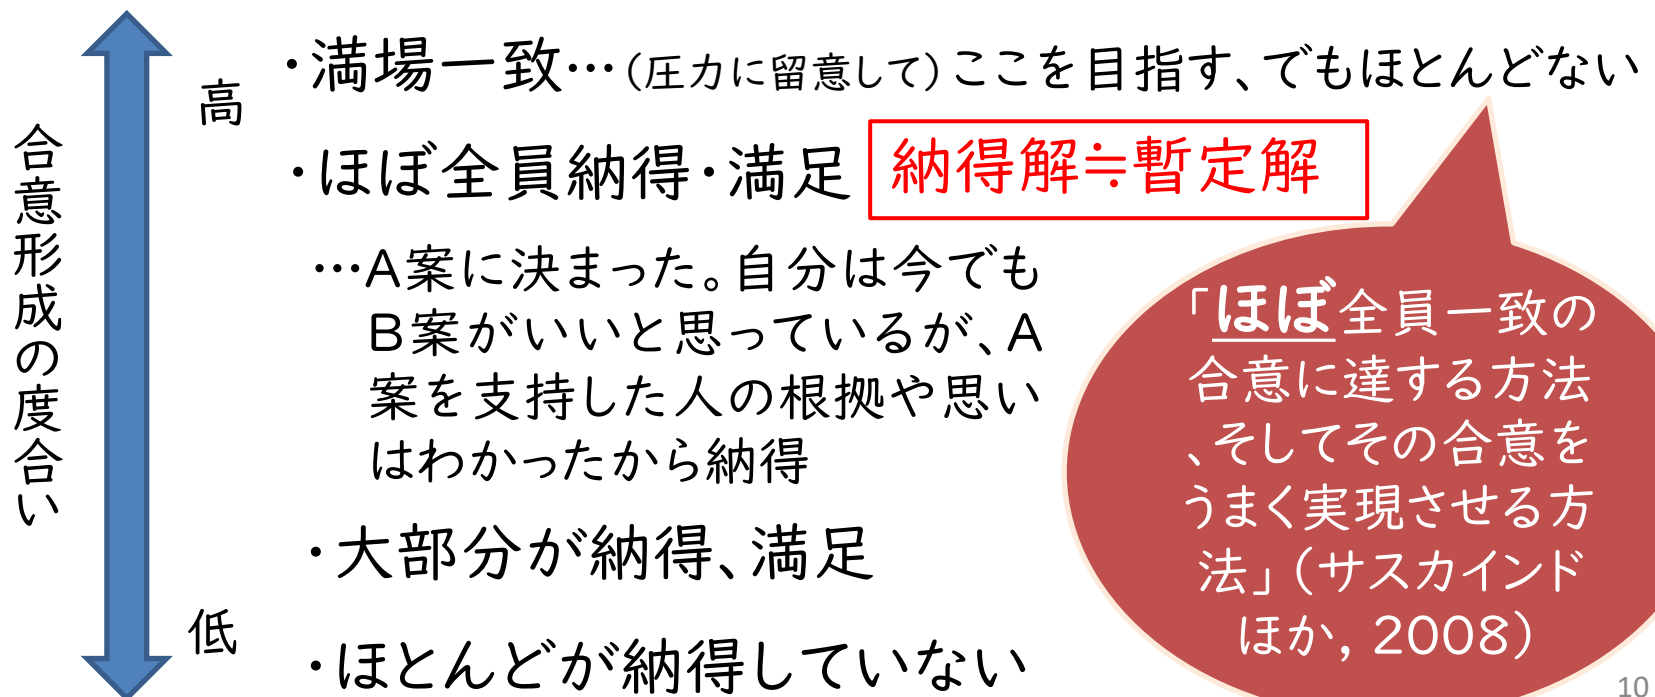 合意形成の度合い
高
・満場一致…(圧力に留意して)ここを目指す、でもほとんどない
・ほぼ全員納得・満足
納得解≒暫定解
…A案に決まった。自分は今でも
B案がいいと思っているが、A
案を支持した人の根拠や思い
はわかったから納得
・大部分が納得、満足
低
・ほとんどが納得していない
「ほぼ全員一致の
合意に達する方法
、そしてその合意を
うまく実現させる方
法」(サスカインド
ほか, 2008)
10